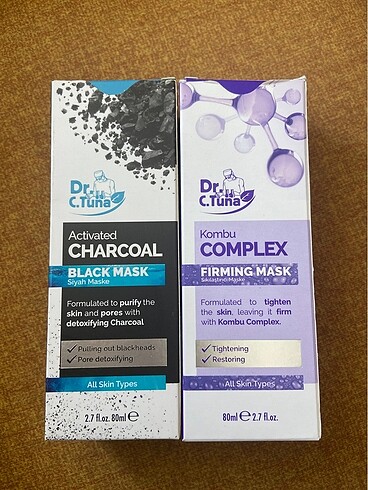 Dr.
C.Tuna
Activated
CHARCOAL
BLACK MASK
Siyah Maske
Formulated to purify the
skin and pores with
detoxifying Charcoal
✓ Pulling out blackheads
✓ Pore detoxifying
All Skin Types
2.7 fl.oz. 80ml ℮
Dr.
C.Tuna
Kombu
COMPLEX
FIRMING MASK
Sıkılaştırıcı Maske
Formulated to tighten
the skin, leaving it firm
with Kombu Complex.
✓ Tightening
✓ Restoring
All Skin Types
80ml ℮ 2.7 fl.oz.